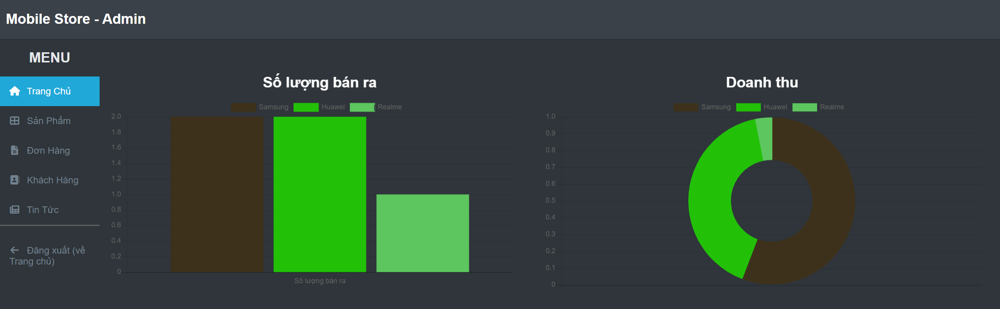 Mobile Store - Admin
MENU
Trang Chủ
Sản Phẩm
Đơn Hàng
Khách Hàng
Tin Tức
Đăng xuất (về
Trang chủ)
Số lượng bán ra
Samsung Huawei Realme
2.0
1.8
1.6
1.4
1.2
1.0
0.8
0.6
0.4
0.2
0
Số lượng bán ra
Doanh thu
Samsung Huawei Realme
1.0
0.9
0.8
0.7
0.6
0.5
0.4
0.3
0.2
0.1
0